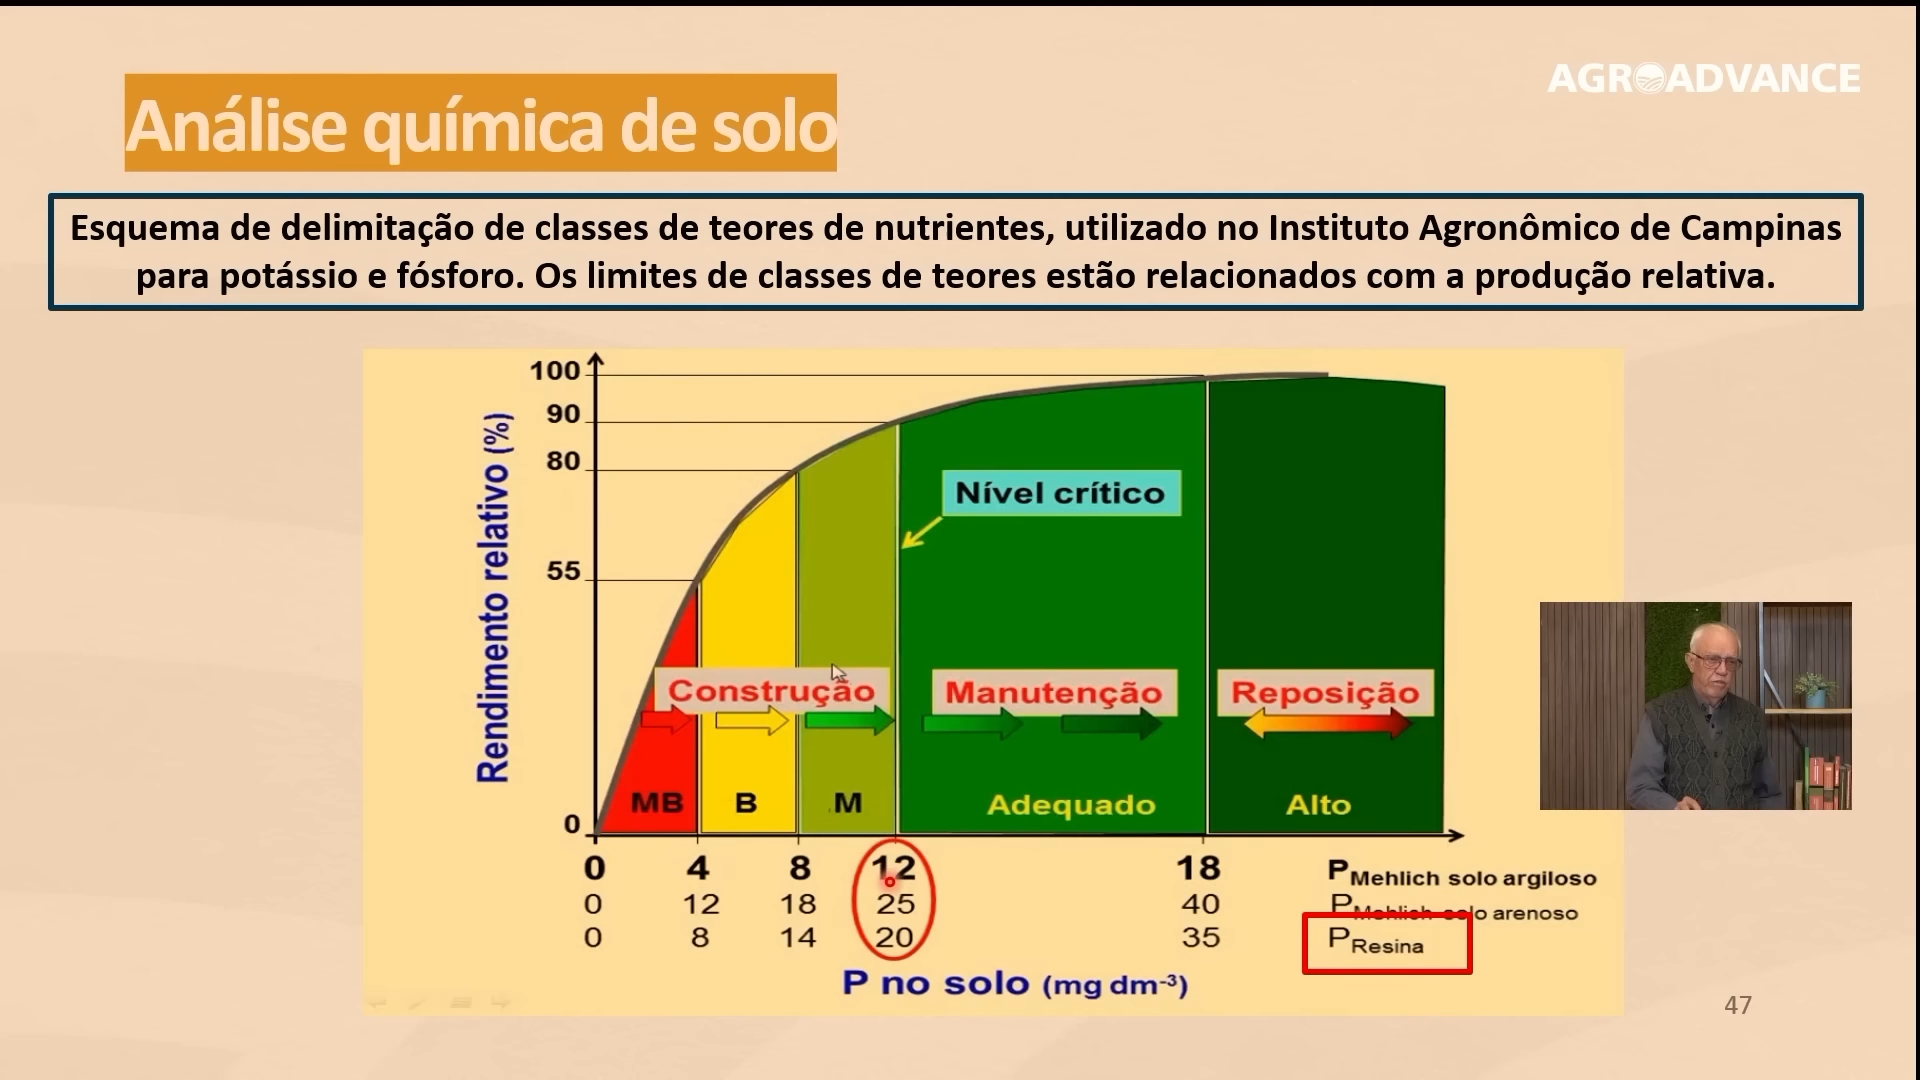 AGROADVANCE
Análise química de solo
Esquema de delimitação de classes de teores de nutrientes, utilizado no Instituto Agronômico de Campinas
para potássio e fósforo. Os limites de classes de teores estão relacionados com a produção relativa.
Rendimento relativo (%)
100
90
80
55
0
Nível crítico
Construção
Manutenção
Reposição
MB
B
M
Adequado
Alto
0 4 8 12 18 P Mehlich solo argiloso
0 12 18 25 40 P Mehlich solo arenoso
0 8 14 20 35 P Resina
P no solo (mg dm⁻³)
47